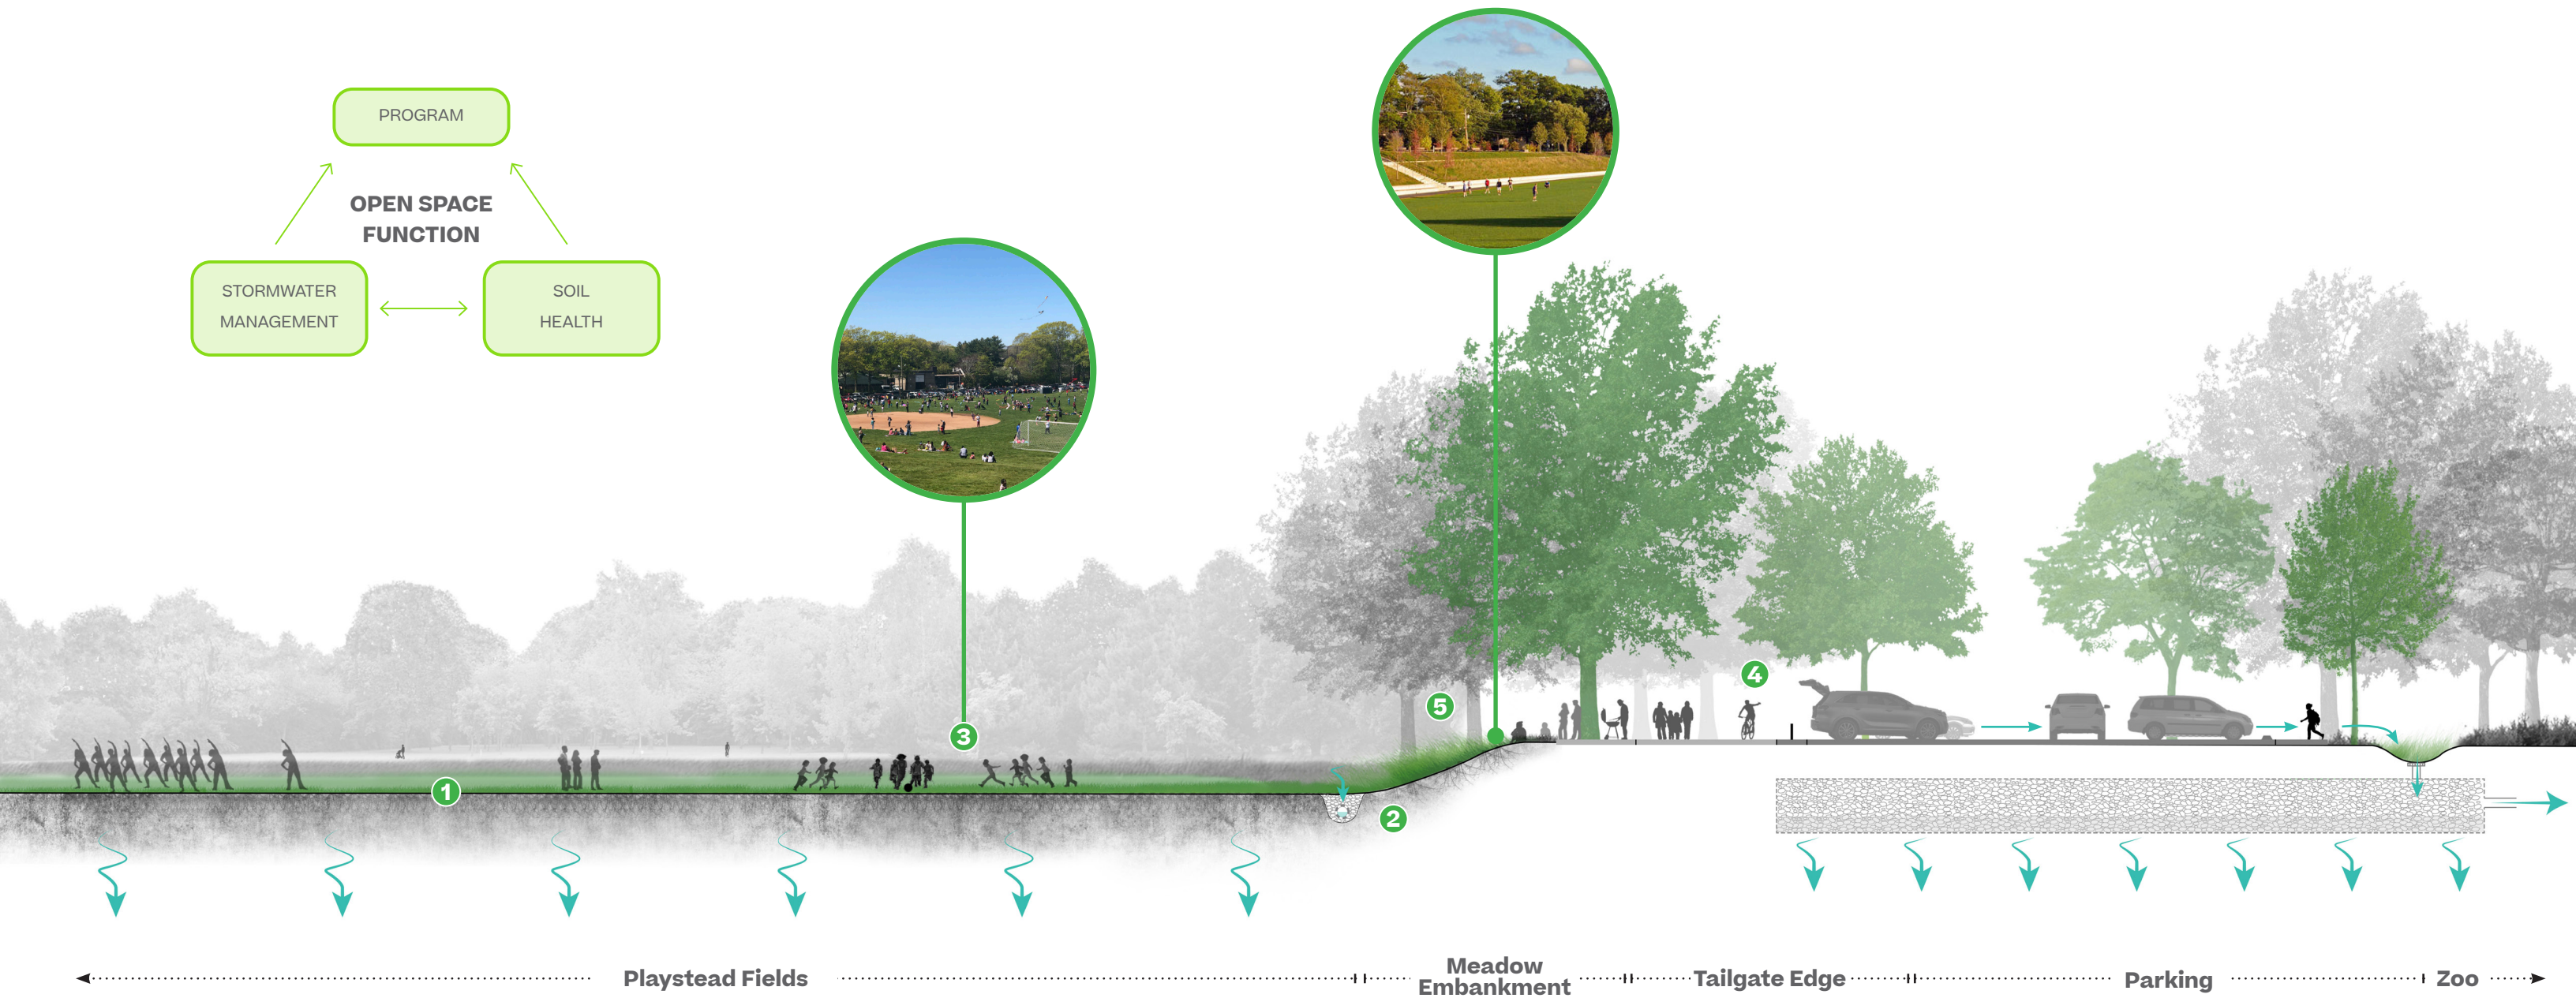 PROGRAM
OPEN SPACE
FUNCTION
STORMWATER
MANAGEMENT
SOIL
HEALTH
5
4
3
1
2
Playstead Fields
Meadow
Embankment
Tailgate Edge
Parking
Zoo